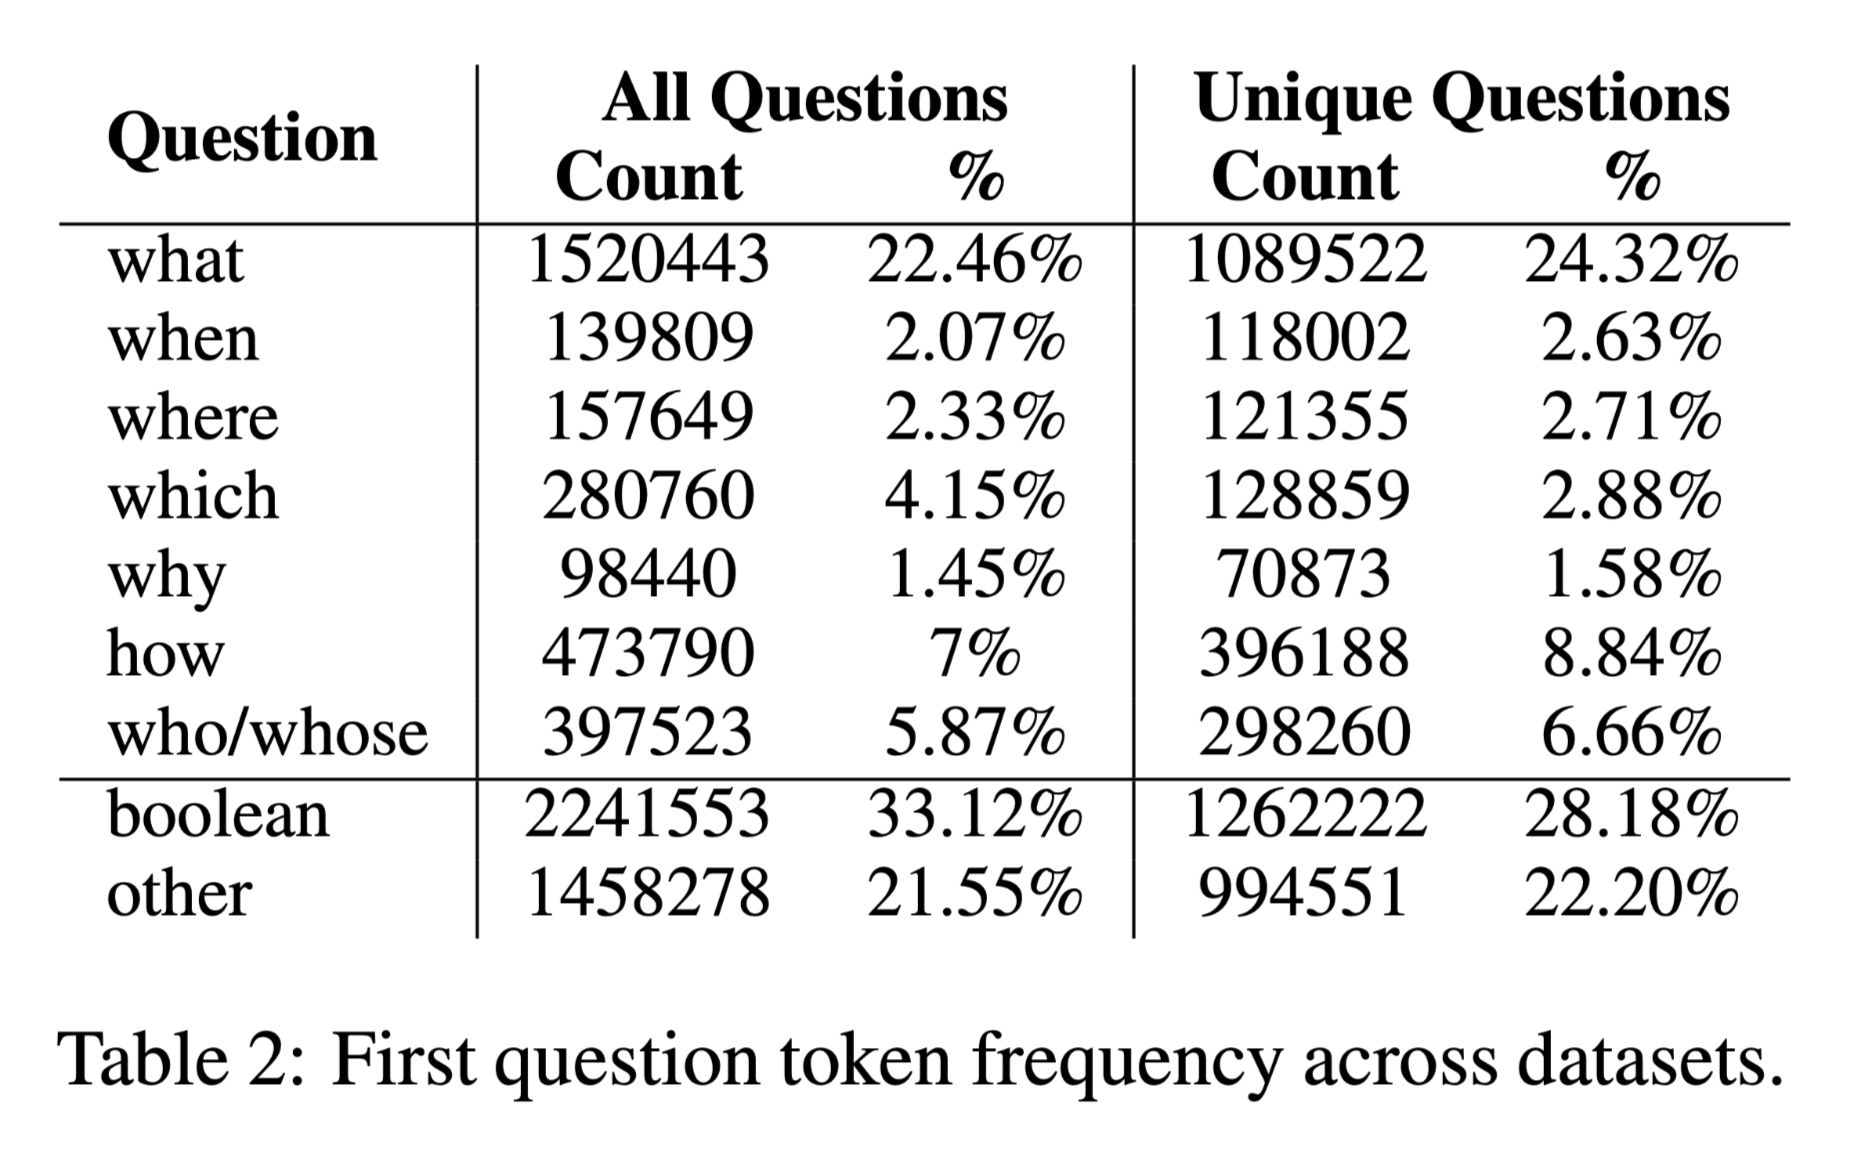 Question All Questions Unique Questions
Count % Count %
what 1520443 22.46% 1089522 24.32%
when 139809 2.07% 118002 2.63%
where 157649 2.33% 121355 2.71%
which 280760 4.15% 128859 2.88%
why 98440 1.45% 70873 1.58%
how 473790 7% 396188 8.84%
who/whose 397523 5.87% 298260 6.66%
boolean 2241553 33.12% 1262222 28.18%
other 1458278 21.55% 994551 22.20%
Table 2: First question token frequency across datasets.